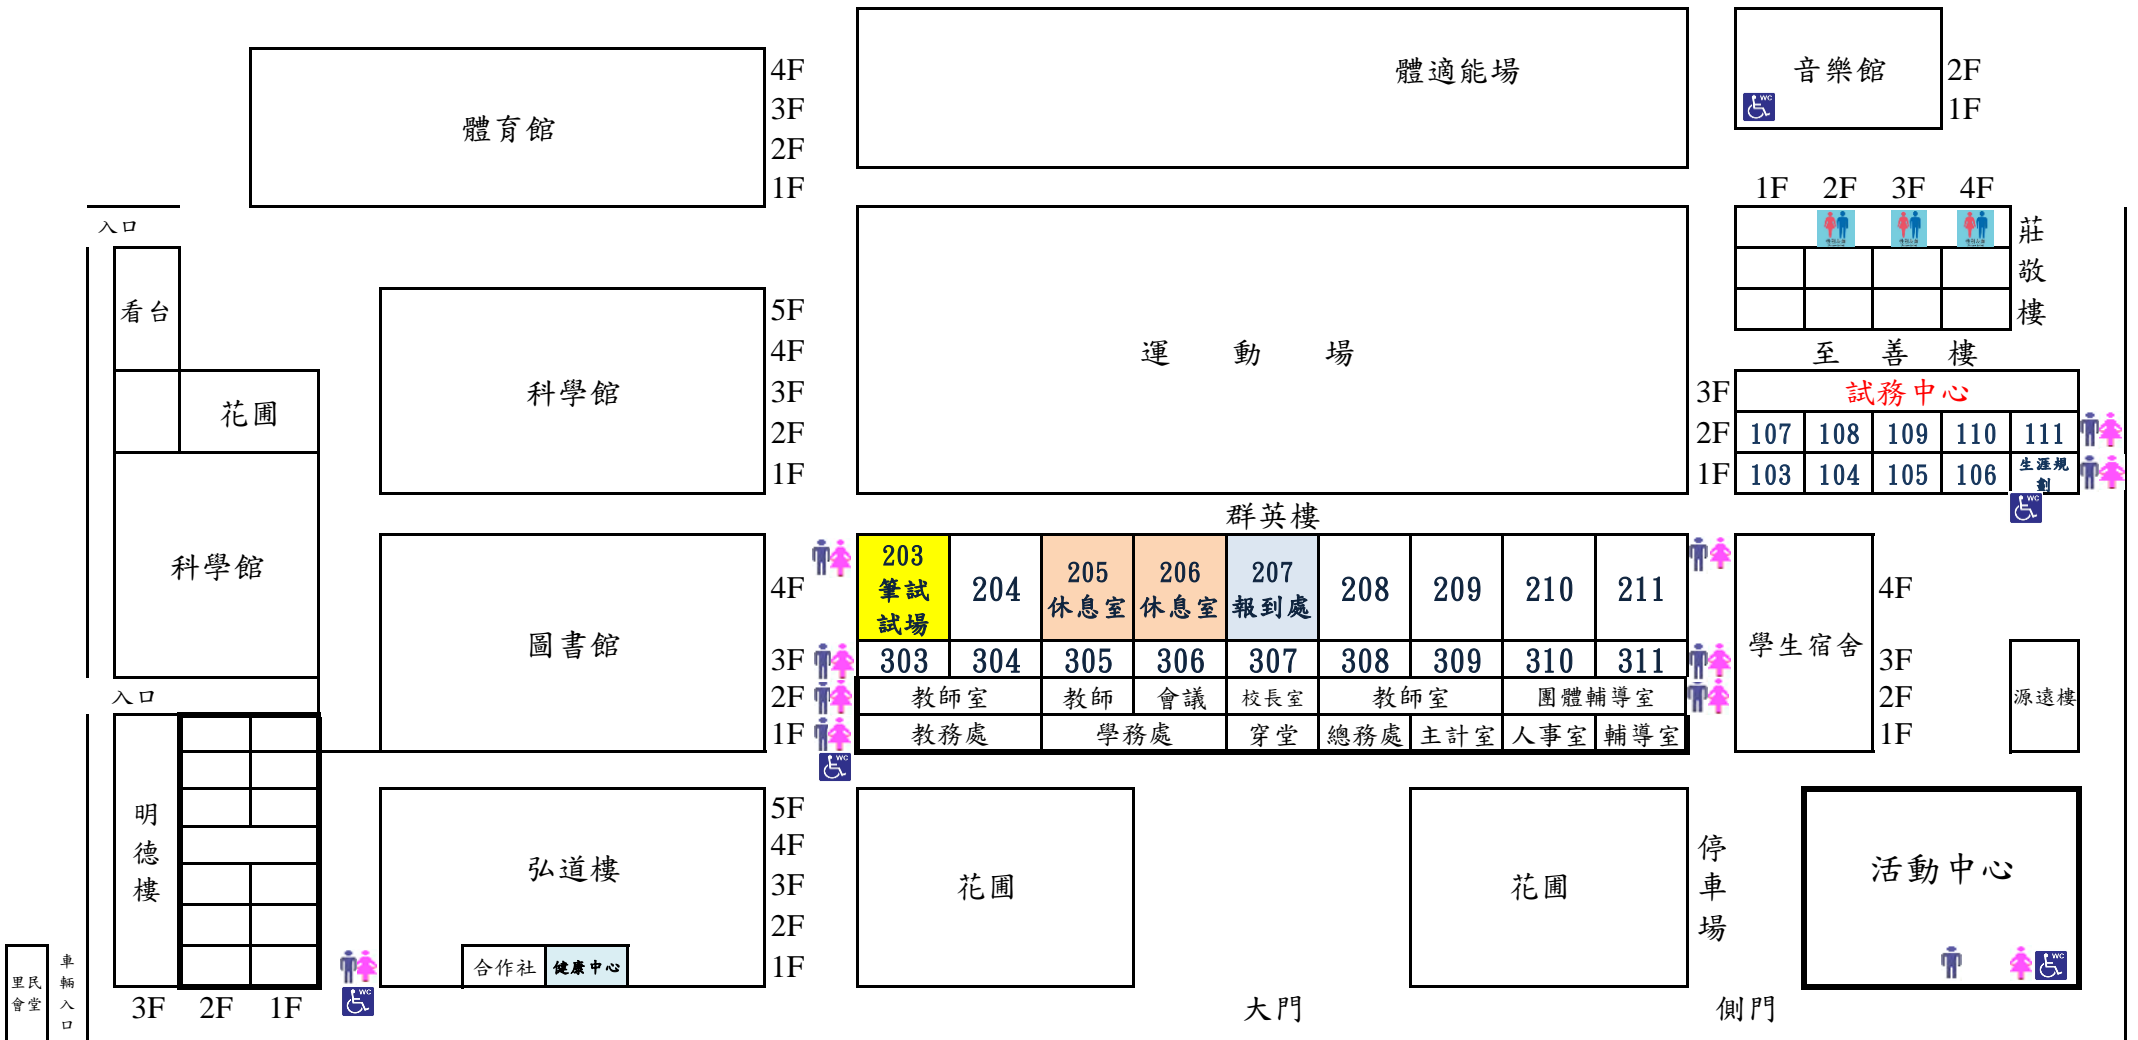 體育館
4F
3F
2F
1F
體適能場
音樂館
2F
1F
WC
1F 2F 3F 4F
莊敬樓
入口
看台
花圃
科學館
5F
4F
3F
2F
1F
運 動 場
至 善 樓
3F 試務中心
2F 107 108 109 110 111
1F 103 104 105 106 生涯規劃
WC
科學館
圖書館
群英樓
4F
203 筆試試場
204
205 休息室
206 休息室
207 報到處
208
209
210
211
3F 303 304 305 306 307 308 309 310 311
2F 教師室 教師 會議 校長室 教師室 團體輔導室
1F 教務處 學務處 穿堂 總務處 主計室 人事室 輔導室
WC
學生宿舍
4F
3F
2F
1F
源遠樓
入口
明德樓
3F 2F 1F
WC
弘道樓
5F
4F
3F
2F
1F
合作社 健康中心
花圃
花圃
停車場
活動中心
WC
里民會堂
車輛入口
大門
側門